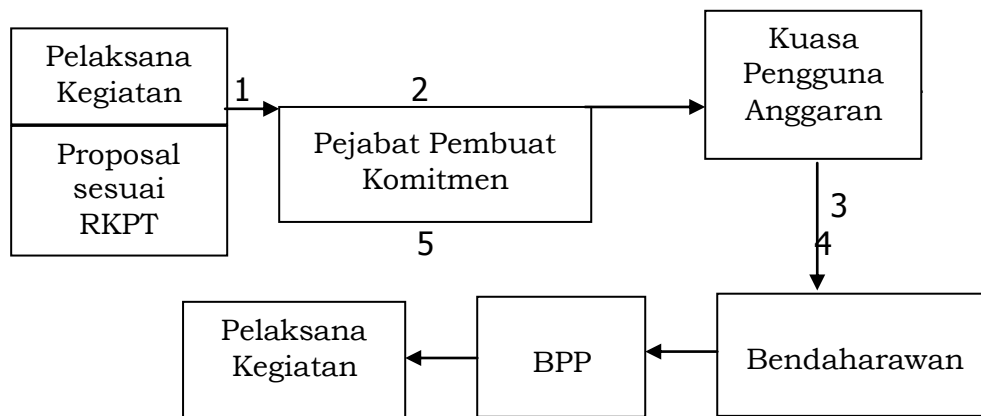 Pelaksana
Kegiatan
Proposal
sesuai
RKPT
1
2
Pejabat Pembuat
Komitmen
5
Kuasa
Pengguna
Anggaran
3
4
Pelaksana
Kegiatan
BPP
Bendaharawan